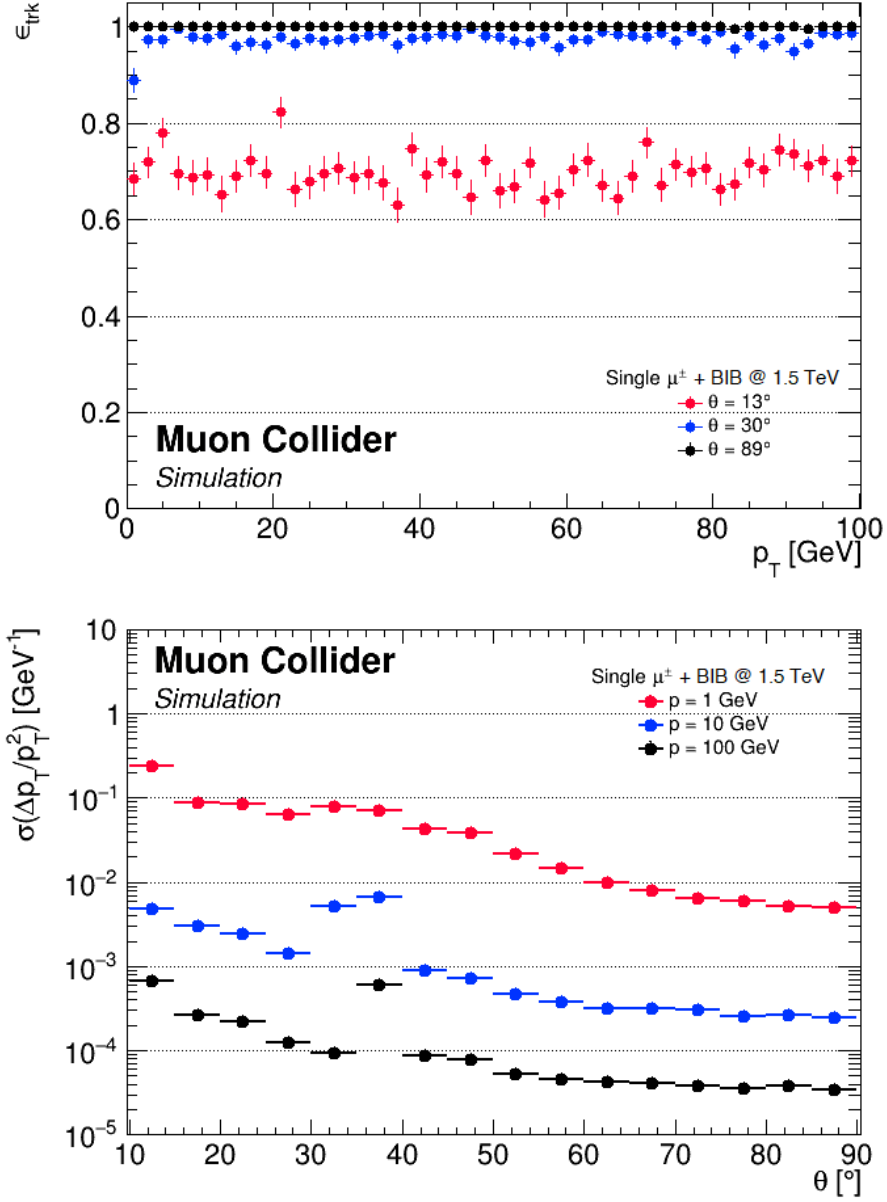 ϵ_trk
1
0.8
0.6
0.4
0.2
0
Single μ± + BIB @ 1.5 TeV
θ = 13°
θ = 30°
θ = 89°
Muon Collider
Simulation
0 20 40 60 80 100
p_T [GeV]
σ(Δp_T/p_T^2) [GeV^-1]
10
1
10^−1
10^−2
10^−3
10^−4
10^−5
Muon Collider
Simulation
Single μ± + BIB @ 1.5 TeV
p = 1 GeV
p = 10 GeV
p = 100 GeV
10 20 30 40 50 60 70 80 90
θ [°]